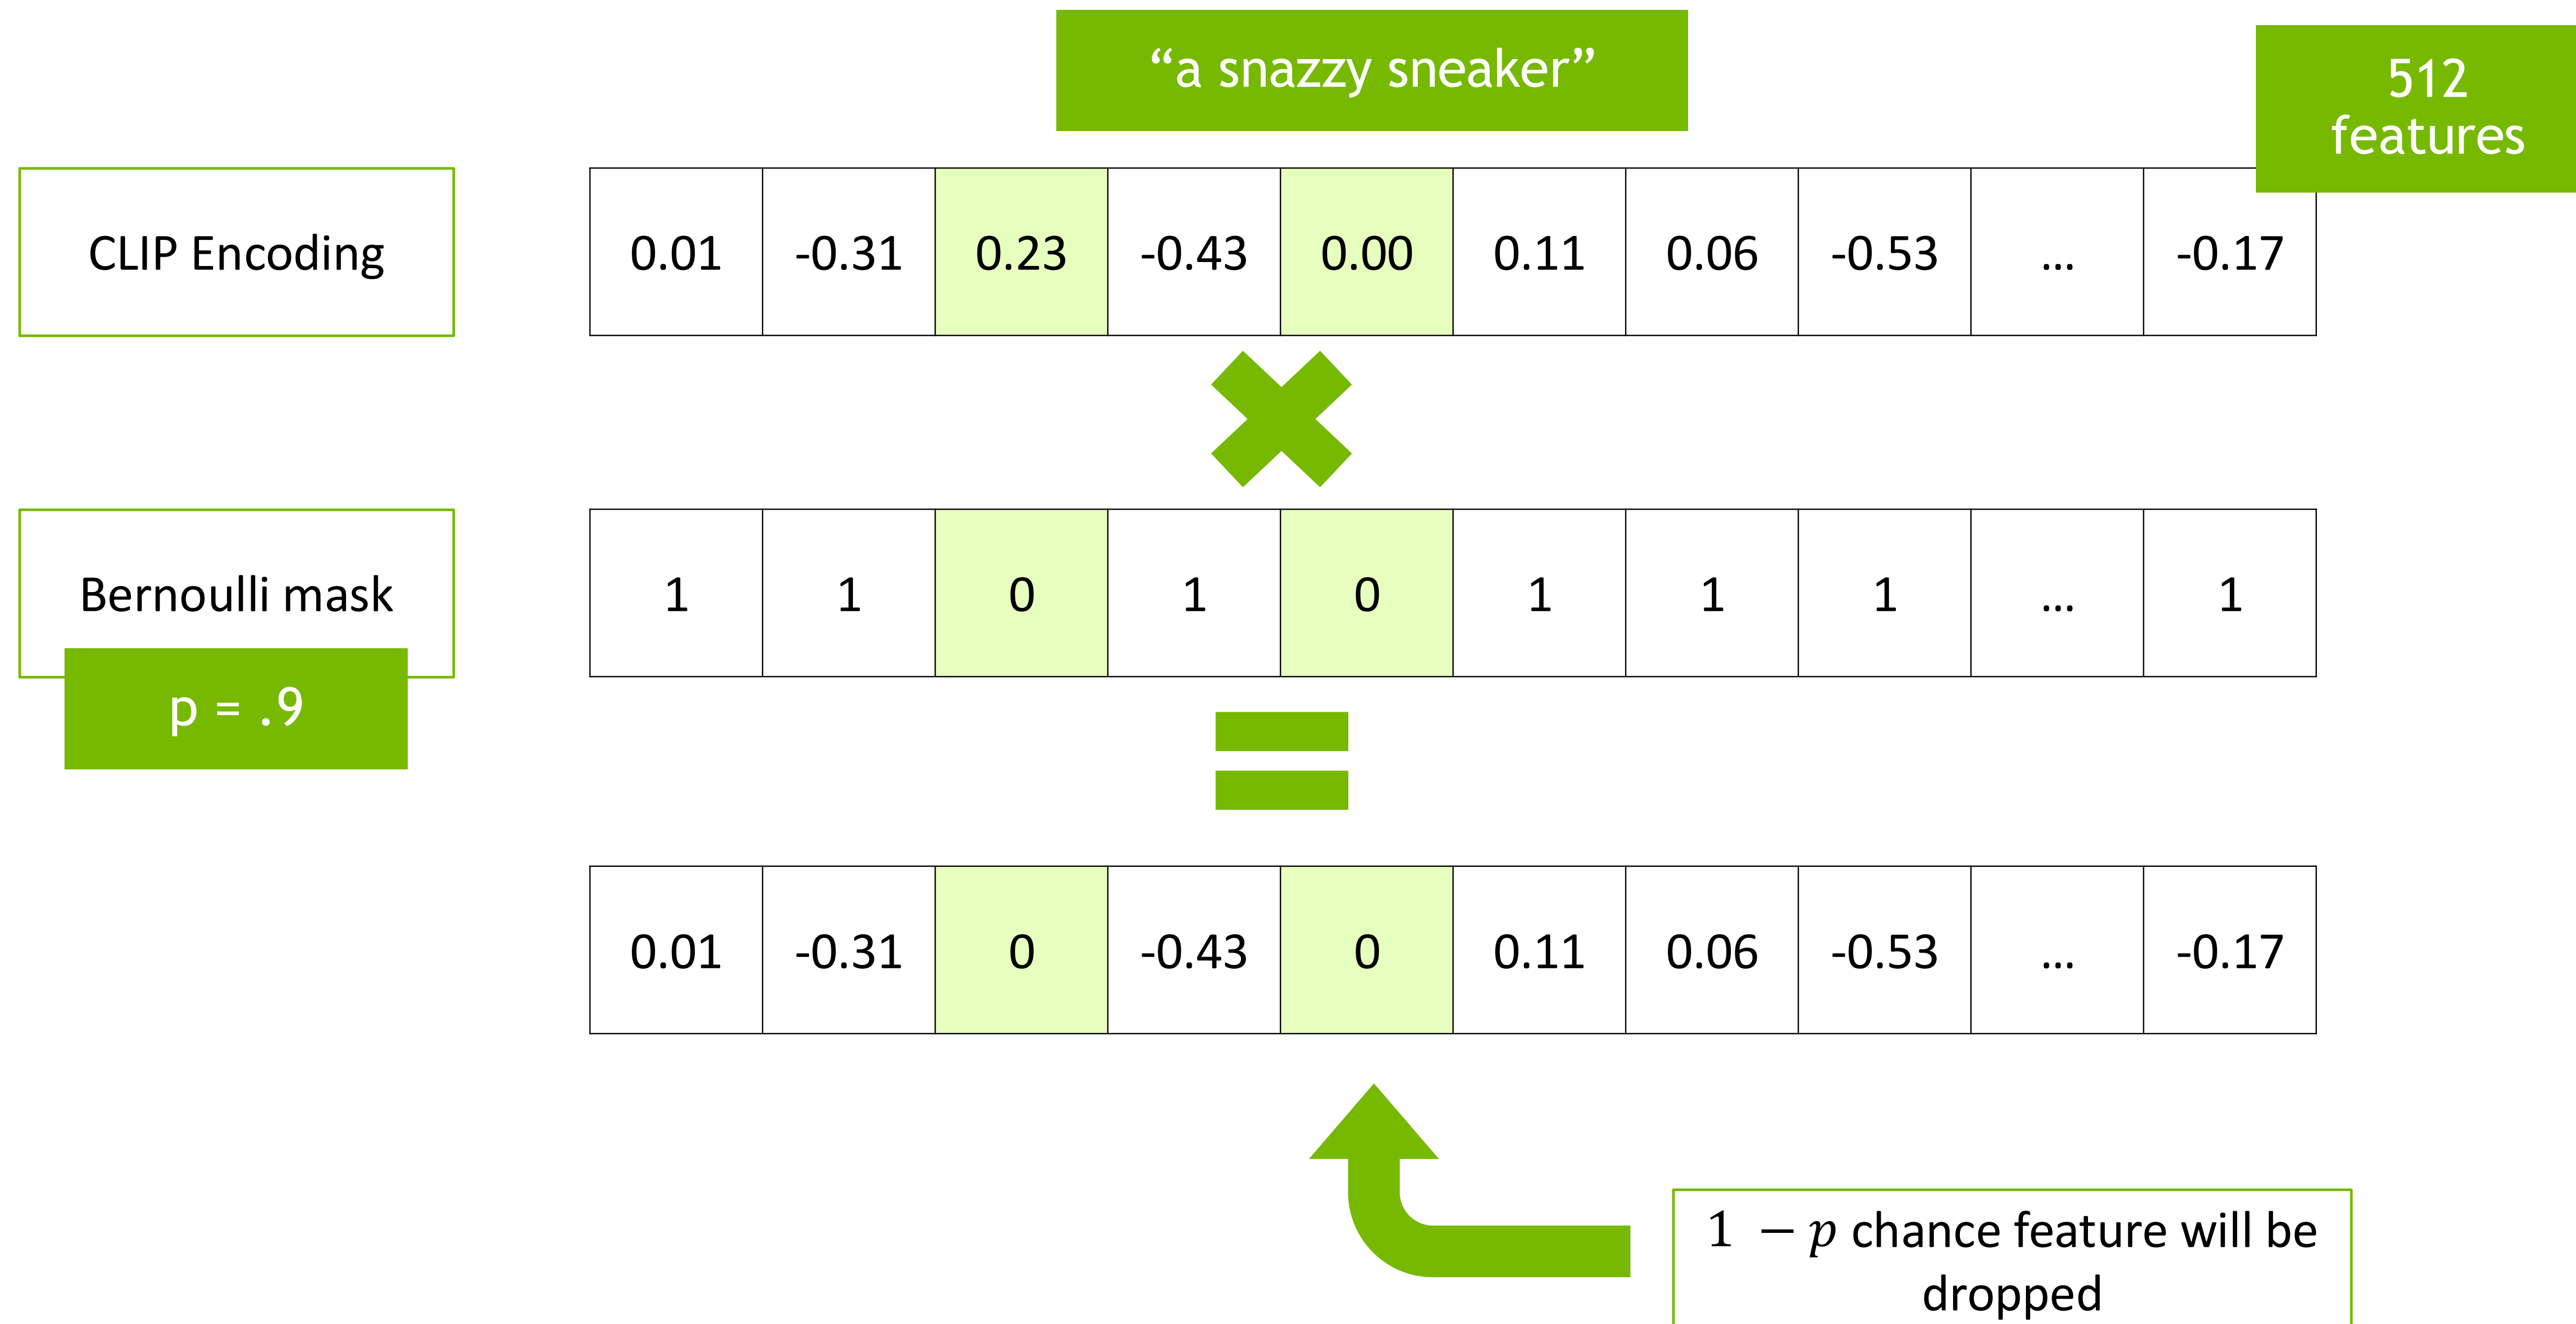 “a snazzy sneaker”
512
features
CLIP Encoding
0.01 -0.31 0.23 -0.43 0.00 0.11 0.06 -0.53 ... -0.17
Bernoulli mask
1 1 0 1 0 1 1 1 ... 1
p = .9
0.01 -0.31 0 -0.43 0 0.11 0.06 -0.53 ... -0.17
1 − p chance feature will be
dropped